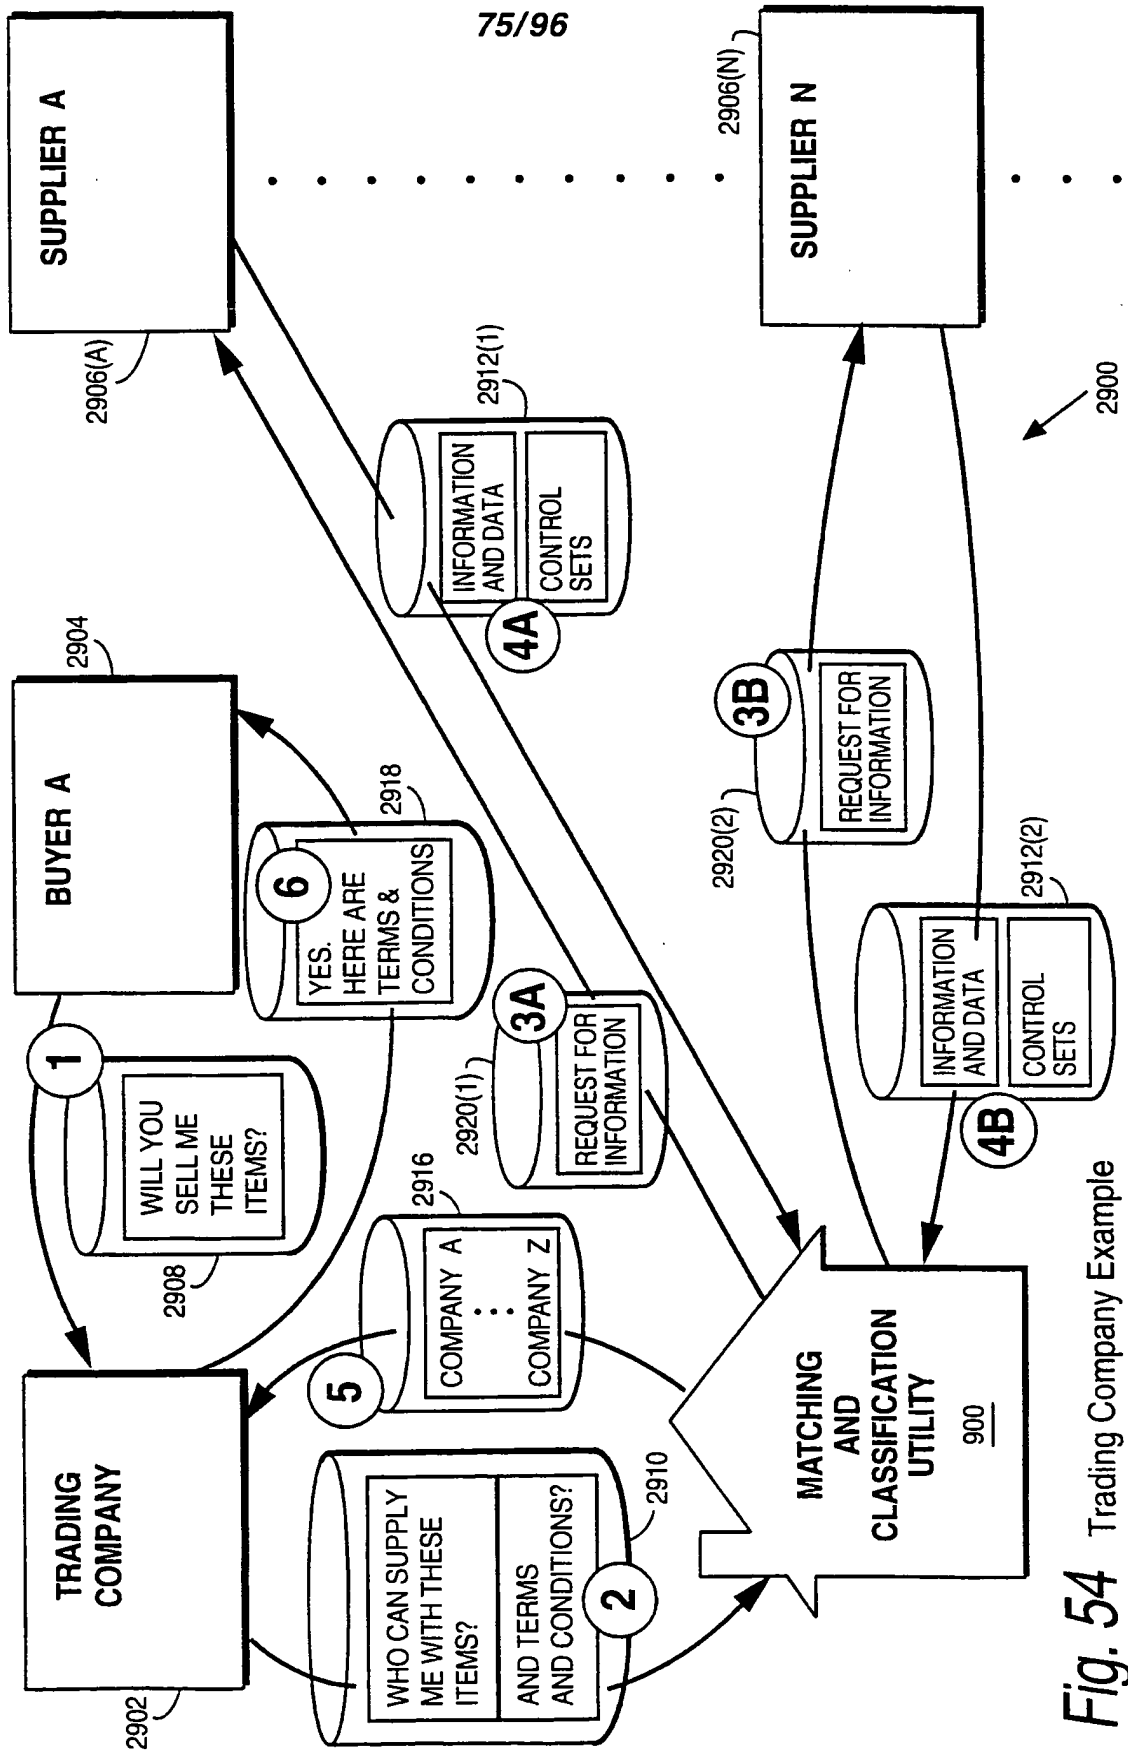 75/96
TRADING
COMPANY
2902
BUYER A
2904
SUPPLIER A
2906(A)
1
WILL YOU
SELL ME
THESE
ITEMS?
2908
6
YES.
HERE ARE
TERMS &
CONDITIONS
2918
WHO CAN SUPPLY
ME WITH THESE
ITEMS?
AND TERMS
AND CONDITIONS?
2
2910
5
COMPANY A
COMPANY Z
2916
3A
REQUEST FOR
INFORMATION
2920(1)
4A
INFORMATION
AND DATA
CONTROL
SETS
2912(1)
MATCHING
AND
CLASSIFICATION
UTILITY
900
3B
REQUEST FOR
INFORMATION
2920(2)
4B
INFORMATION
AND DATA
CONTROL
SETS
2912(2)
SUPPLIER N
2906(N)
2900
Fig. 54 Trading Company Example